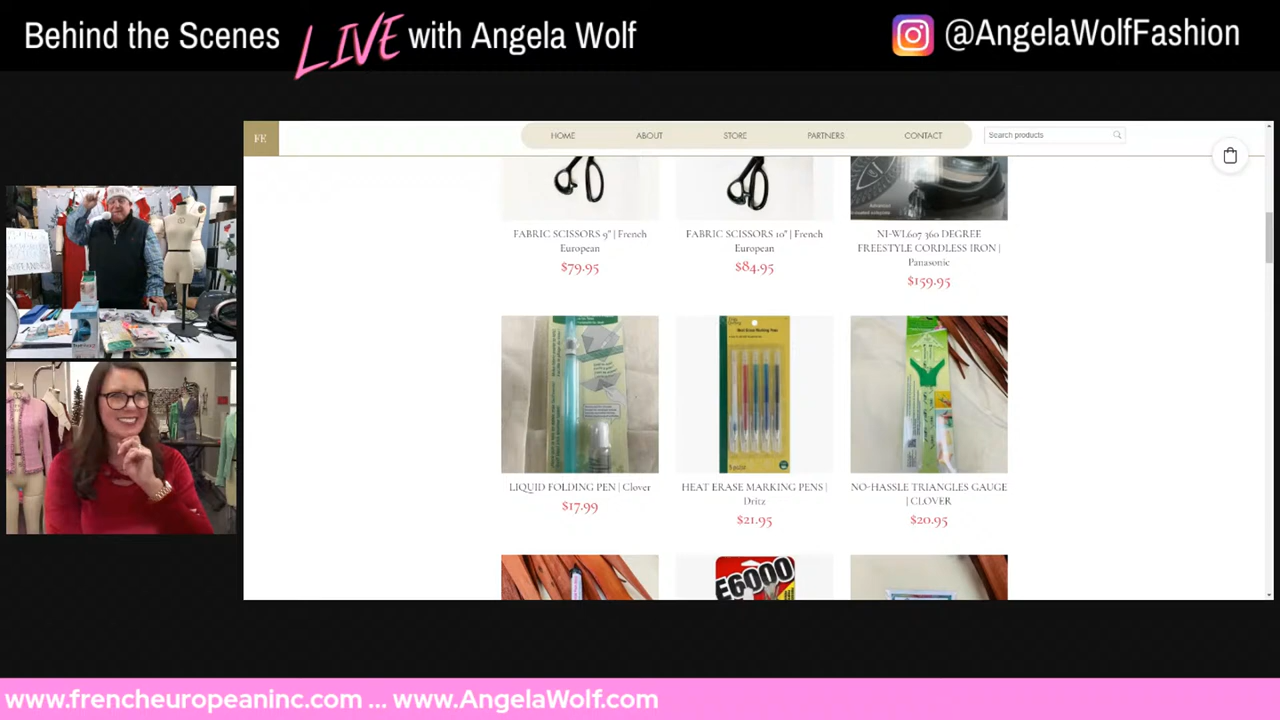 Behind the Scenes LIVE with Angela Wolf
@AngelaWolfFashion
FE
HOME
ABOUT
STORE
PARTNERS
CONTACT
Search products
FABRIC SCISSORS 9" | French
European
$79.95
FABRIC SCISSORS 10" | French
European
$84.95
NI-WL607 360 DEGREE
FREESTYLE CORDLESS IRON |
Panasonic
$159.95
LIQUID FOLDING PEN | Clover
$17.99
HEAT ERASE MARKING PENS |
Dritz
$21.95
NO-HASSLE TRIANGLES GAUGE
| CLOVER
$20.95
E6000
www.frencheuropeaninc.com ... www.AngelaWolf.com